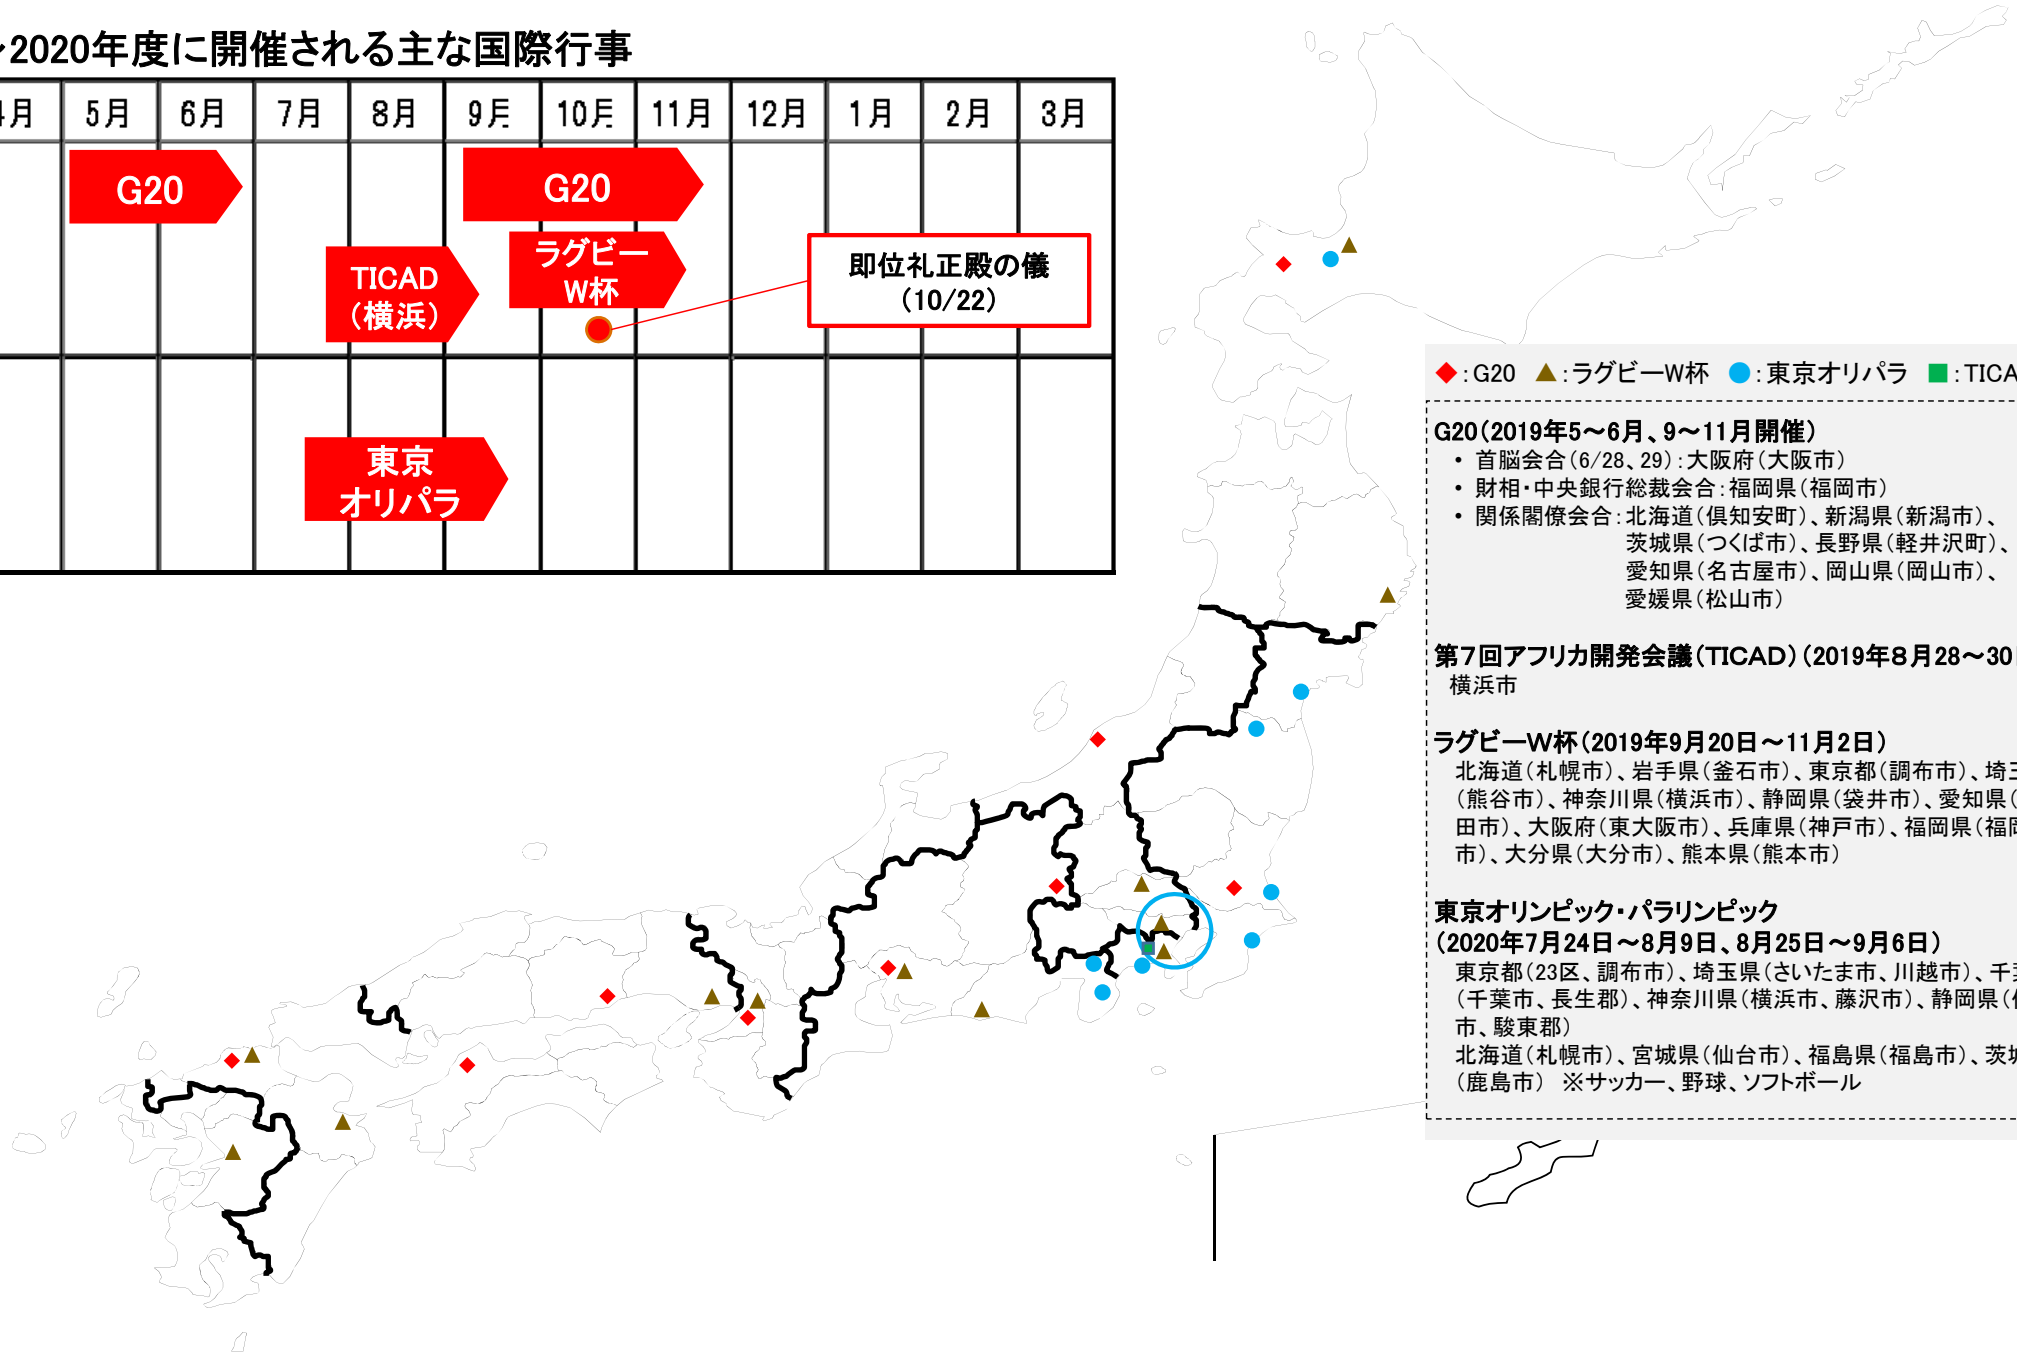 2020年度に開催される主な国際行事
月 5月 6月 7月 8月 9月 10月 11月 12月 1月 2月 3月
G20
G20
TICAD
（横浜）
ラグビー
W杯
即位礼正殿の儀
（10/22）
東京
オリパラ
◆：G20 ▲：ラグビーW杯 ●：東京オリパラ ■：TICA
G20（2019年5～6月、9～11月開催）
・ 首脳会合（6/28、29）：大阪府（大阪市）
・ 財相・中央銀行総裁会合：福岡県（福岡市）
・ 関係閣僚会合：北海道（倶知安町）、新潟県（新潟市）、
茨城県（つくば市）、長野県（軽井沢町）、
愛知県（名古屋市）、岡山県（岡山市）、
愛媛県（松山市）
第７回アフリカ開発会議（TICAD）（2019年８月28～30
横浜市
ラグビーＷ杯（2019年9月20日～11月2日）
北海道（札幌市）、岩手県（釜石市）、東京都（調布市）、埼
（熊谷市）、神奈川県（横浜市）、静岡県（袋井市）、愛知県（
田市）、大阪府（東大阪市）、兵庫県（神戸市）、福岡県（福
市）、大分県（大分市）、熊本県（熊本市）
東京オリンピック・パラリンピック
（2020年7月24日～8月9日、8月25日～9月6日）
東京都（23区、調布市）、埼玉県（さいたま市、川越市）、千
（千葉市、長生郡）、神奈川県（横浜市、藤沢市）、静岡県（
市、駿東郡）
北海道（札幌市）、宮城県（仙台市）、福島県（福島市）、茨
（鹿島市） ※サッカー、野球、ソフトボール